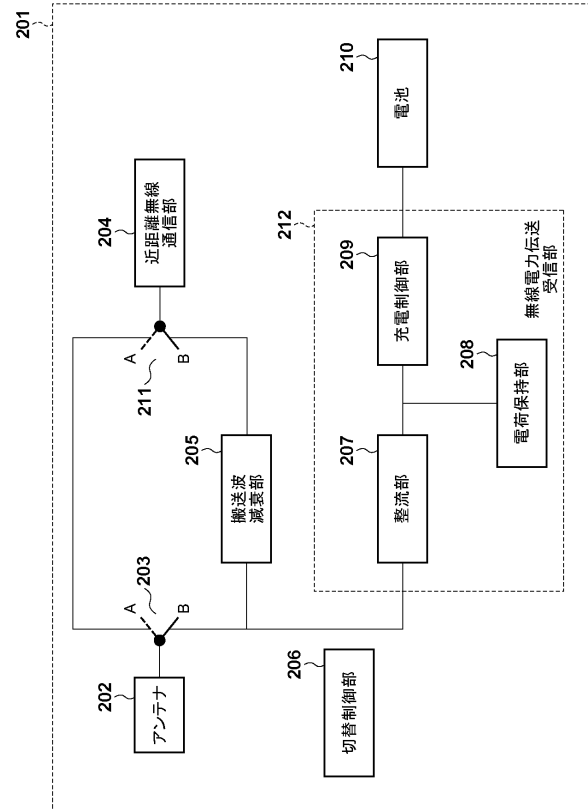 201
202
アンテナ
A
203
B
205
搬送波
減衰部
A
211
B
204
近距離無線
通信部
206
切替制御部
207
整流部
208
電荷保持部
212
209
充電制御部
無線電力伝送
受信部
210
電池